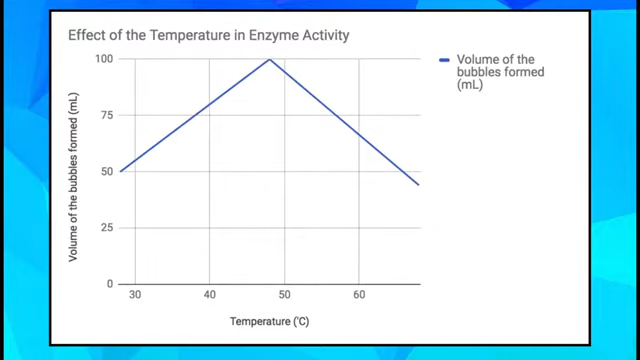 Effect of the Temperature in Enzyme Activity
Volume of the
bubbles formed
(mL)
Volume of the bubbles formed (mL)
100
75
50
25
0
30 40 50 60
Temperature (˚C)